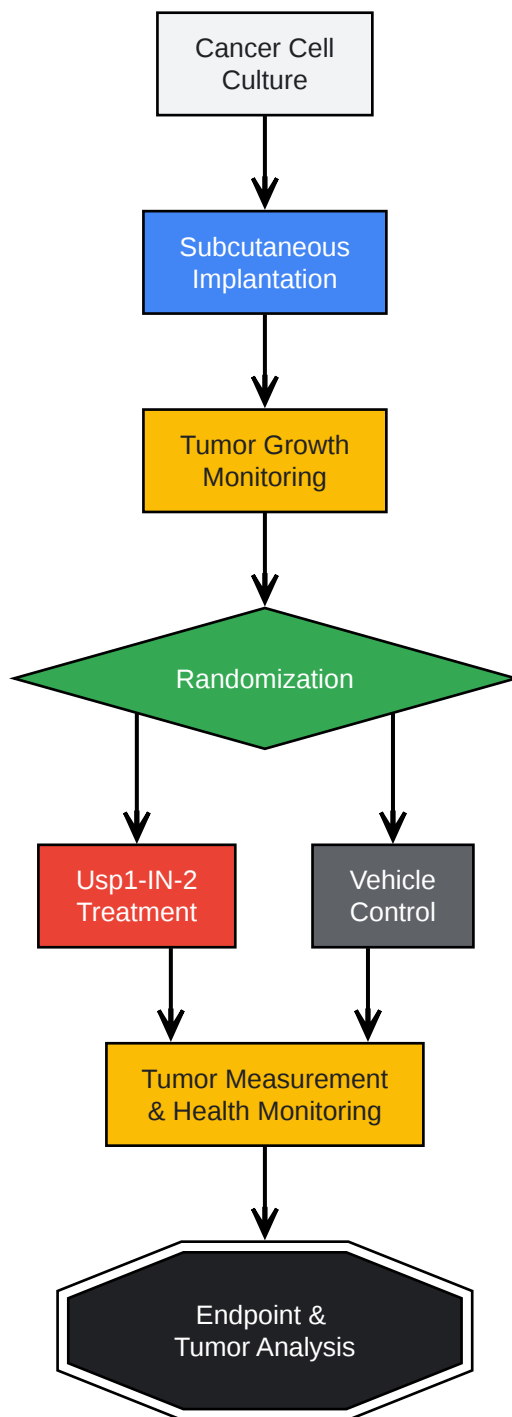 Cancer Cell
Culture
Subcutaneous
Implantation
Tumor Growth
Monitoring
Randomization
Usp1-IN-2
Treatment
Vehicle
Control
Tumor Measurement
& Health Monitoring
Endpoint &
Tumor Analysis